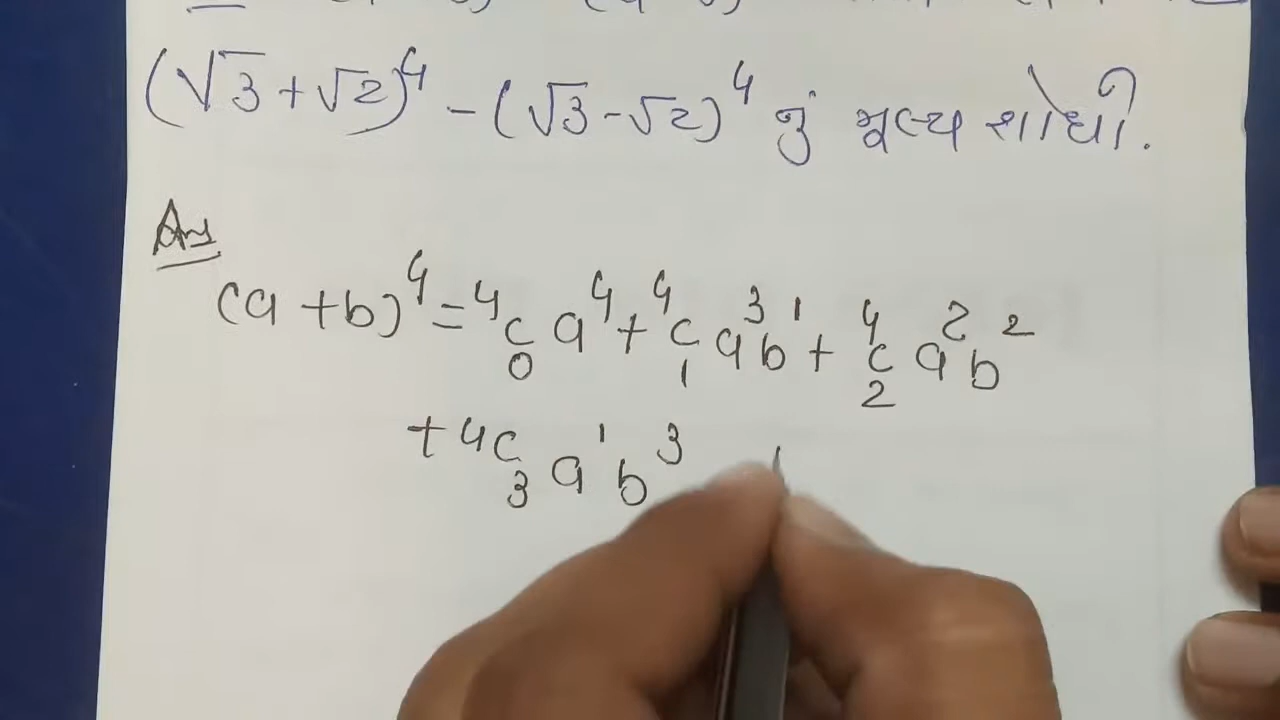 (√3+√2)⁴ - (√3-√2)⁴ નું મૂલ્ય શોધો.
Ans
(a+b)⁴ = ⁴C₀ a⁴ + ⁴C₁ a³b¹ + ⁴C₂ a²b²
+ ⁴C₃ a¹b³